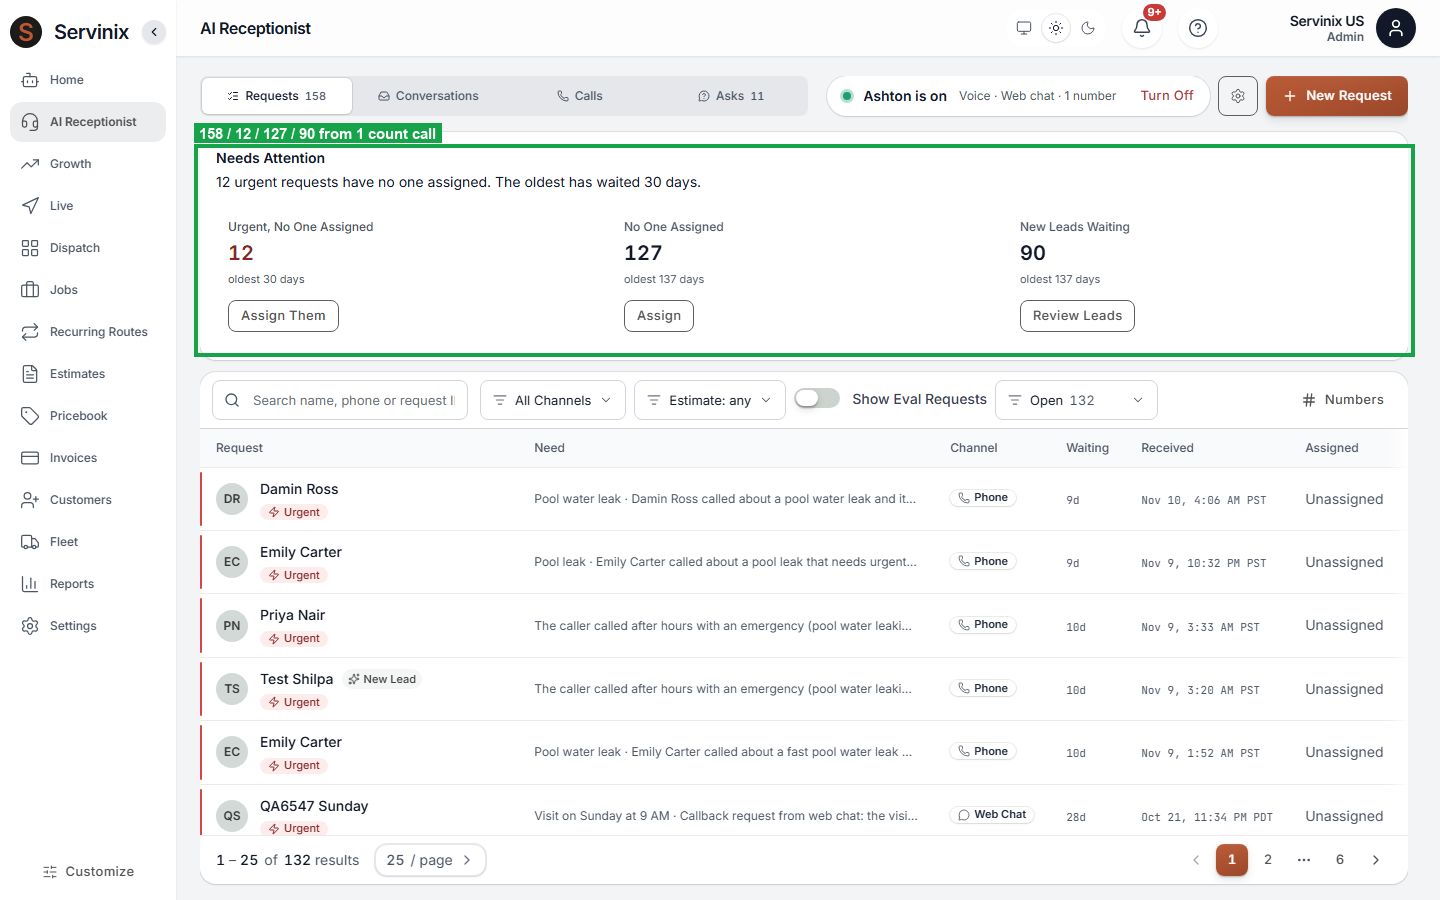 S Servinix
AI Receptionist
9+
Servinix US
Admin
Home
AI Receptionist
Growth
Live
Dispatch
Jobs
Recurring Routes
Estimates
Pricebook
Invoices
Customers
Fleet
Reports
Settings
Customize
Requests 158
Conversations
Calls
Asks 11
Ashton is on Voice · Web chat · 1 number Turn Off
+ New Request
158 / 12 / 127 / 90 from 1 count call
Needs Attention
12 urgent requests have no one assigned. The oldest has waited 30 days.
Urgent, No One Assigned
12
oldest 30 days
Assign Them
No One Assigned
127
oldest 137 days
Assign
New Leads Waiting
90
oldest 137 days
Review Leads
Search name, phone or request I
All Channels
Estimate: any
Show Eval Requests
Open 132
# Numbers
Request Need Channel Waiting Received Assigned
DR Damin Ross Pool water leak · Damin Ross called about a pool water leak and it... Phone 9d Nov 10, 4:06 AM PST Unassigned
Urgent
EC Emily Carter Pool leak · Emily Carter called about a pool leak that needs urgent... Phone 9d Nov 9, 10:32 PM PST Unassigned
Urgent
PN Priya Nair The caller called after hours with an emergency (pool water leaki... Phone 10d Nov 9, 3:33 AM PST Unassigned
Urgent
TS Test Shilpa New Lead The caller called after hours with an emergency (pool water leaki... Phone 10d Nov 9, 3:20 AM PST Unassigned
Urgent
EC Emily Carter Pool water leak · Emily Carter called about a fast pool water leak ... Phone 10d Nov 9, 1:52 AM PST Unassigned
Urgent
QS QA6547 Sunday Visit on Sunday at 9 AM · Callback request from web chat: the visi... Web Chat 28d Oct 21, 11:34 PM PDT Unassigned
Urgent
1 – 25 of 132 results
25 / page
1 2 ... 6